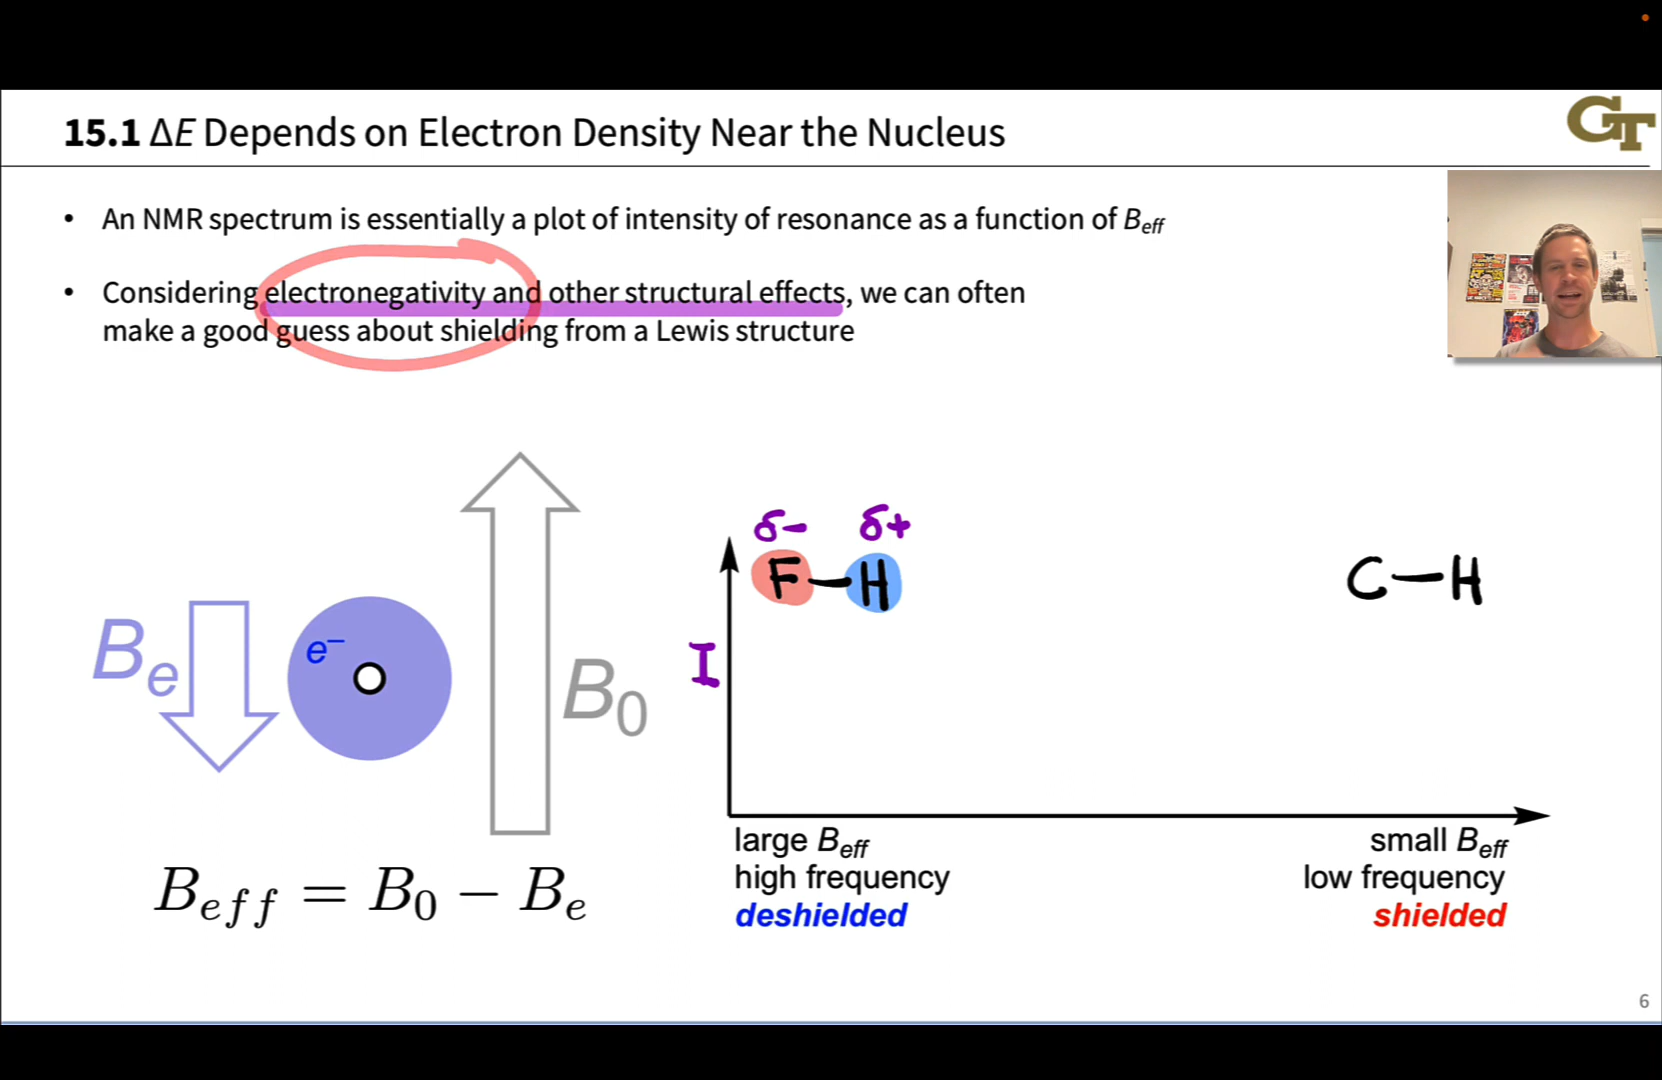 15.1 ΔE Depends on Electron Density Near the Nucleus
GT
• An NMR spectrum is essentially a plot of intensity of resonance as a function of Beff
• Considering electronegativity and other structural effects, we can often
make a good guess about shielding from a Lewis structure
Be
e−
B0
Beff = B0 − Be
δ− δ+
F—H
C—H
I
large Beff
high frequency
deshielded
small Beff
low frequency
shielded
6